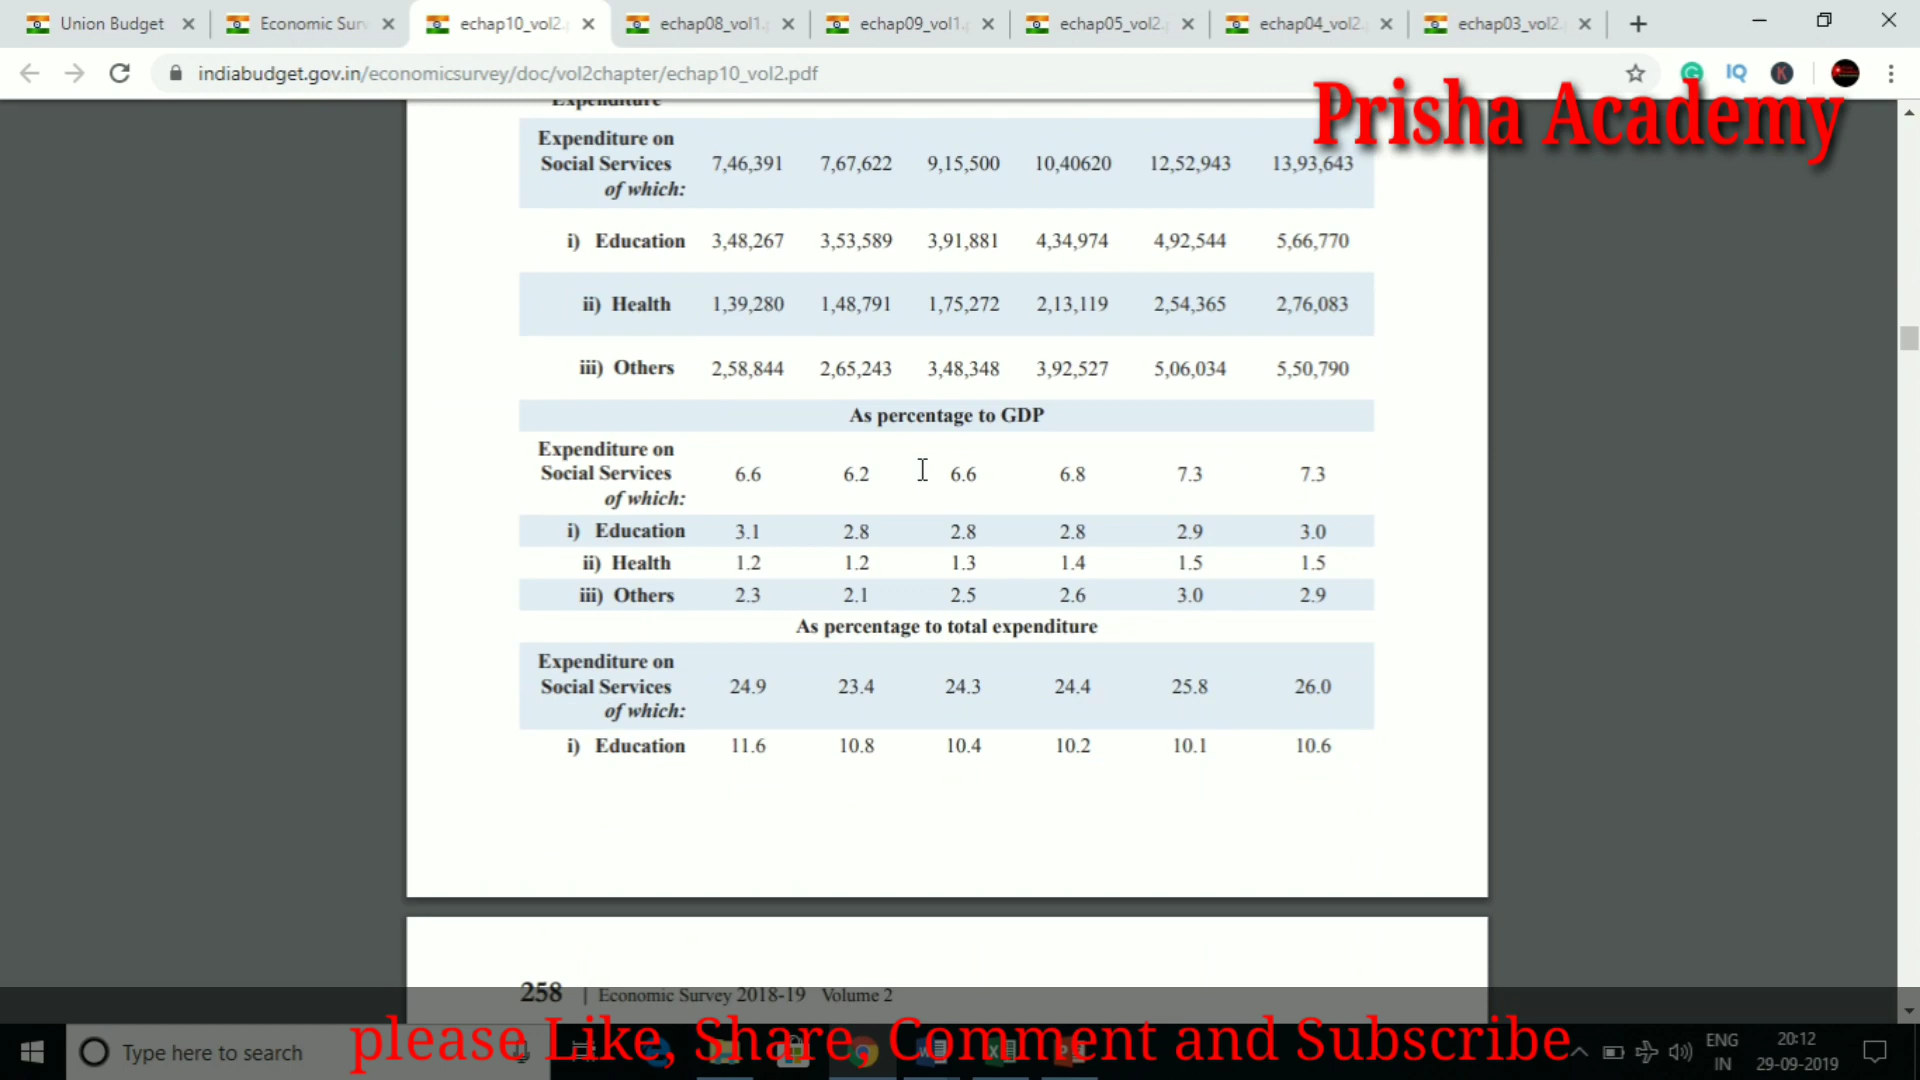 Union Budget
Economic Sur
echap10_vol2.
echap08_vol1.
echap09_vol1.p
echap05_vol2.
echap04_vol2.
echap03_vol2.
indiabudget.gov.in/economicsurvey/doc/vol2chapter/echap10_vol2.pdf
IQ
K
Prisha Academy
Expenditure
Expenditure on
Social Services 7,46,391 7,67,622 9,15,500 10,40620 12,52,943 13,93,643
of which:
i) Education 3,48,267 3,53,589 3,91,881 4,34,974 4,92,544 5,66,770
ii) Health 1,39,280 1,48,791 1,75,272 2,13,119 2,54,365 2,76,083
iii) Others 2,58,844 2,65,243 3,48,348 3,92,527 5,06,034 5,50,790
As percentage to GDP
Expenditure on
Social Services 6.6 6.2 6.6 6.8 7.3 7.3
of which:
i) Education 3.1 2.8 2.8 2.8 2.9 3.0
ii) Health 1.2 1.2 1.3 1.4 1.5 1.5
iii) Others 2.3 2.1 2.5 2.6 3.0 2.9
As percentage to total expenditure
Expenditure on
Social Services 24.9 23.4 24.3 24.4 25.8 26.0
of which:
i) Education 11.6 10.8 10.4 10.2 10.1 10.6
258 | Economic Survey 2018-19 Volume 2
please Like, Share, Comment and Subscribe
Type here to search
ENG
IN
20:12
29-09-2019